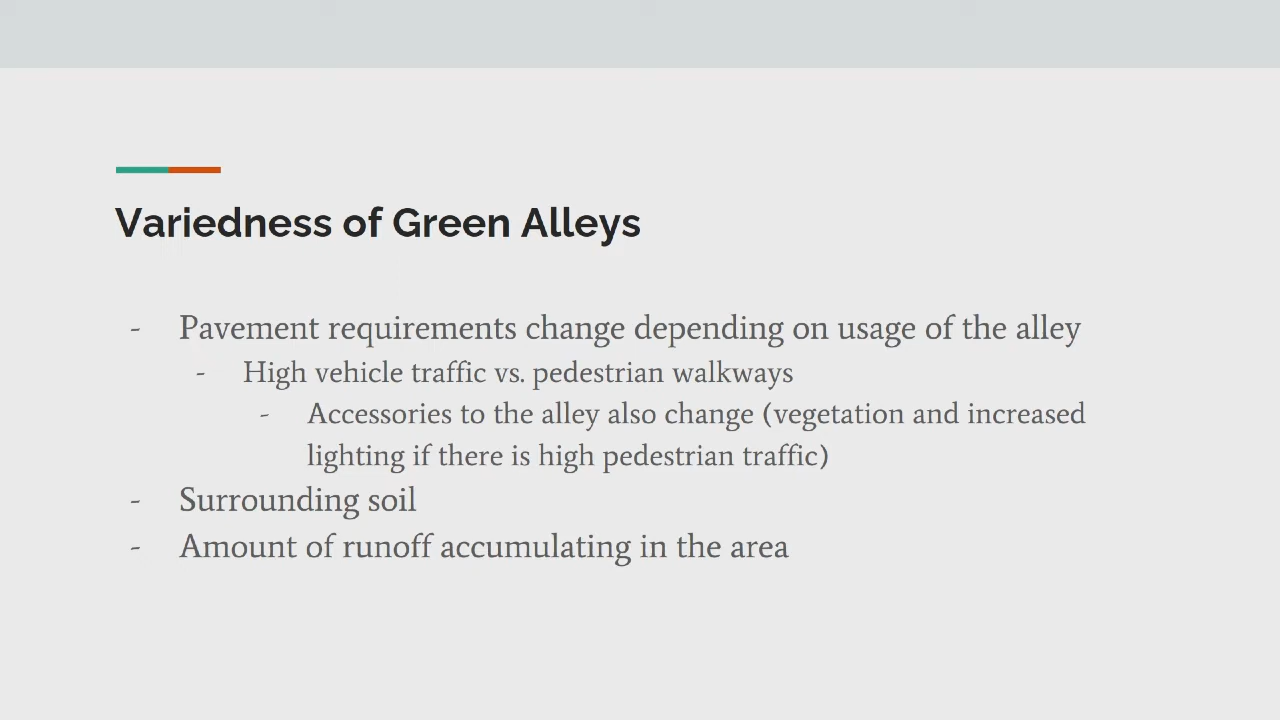 Variedness of Green Alleys
- Pavement requirements change depending on usage of the alley
- High vehicle traffic vs. pedestrian walkways
- Accessories to the alley also change (vegetation and increased
lighting if there is high pedestrian traffic)
- Surrounding soil
- Amount of runoff accumulating in the area